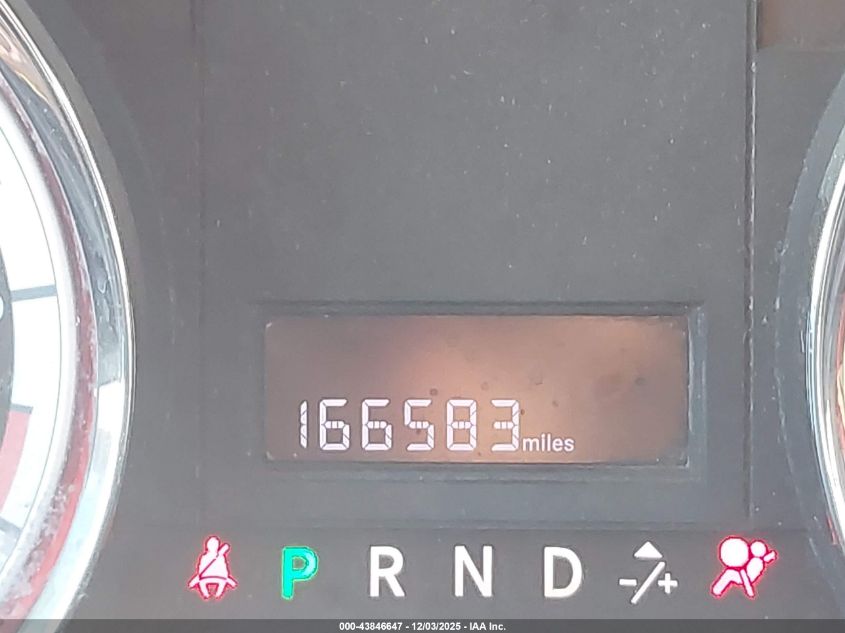 166583 miles
P R N D -/+
000-43846647 - 12/03/2025 - IAA Inc.